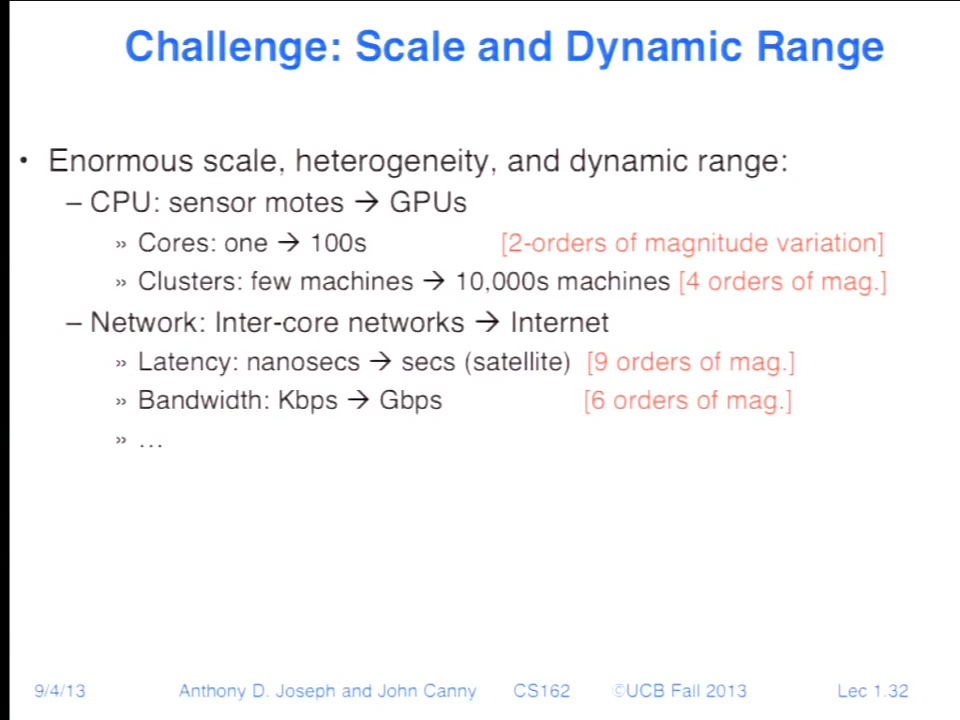 Challenge: Scale and Dynamic Range
• Enormous scale, heterogeneity, and dynamic range:
– CPU: sensor motes → GPUs
» Cores: one → 100s [2-orders of magnitude variation]
» Clusters: few machines → 10,000s machines [4 orders of mag.]
– Network: Inter-core networks → Internet
» Latency: nanosecs → secs (satellite) [9 orders of mag.]
» Bandwidth: Kbps → Gbps [6 orders of mag.]
» …
9/4/13 Anthony D. Joseph and John Canny CS162 ©UCB Fall 2013 Lec 1.32